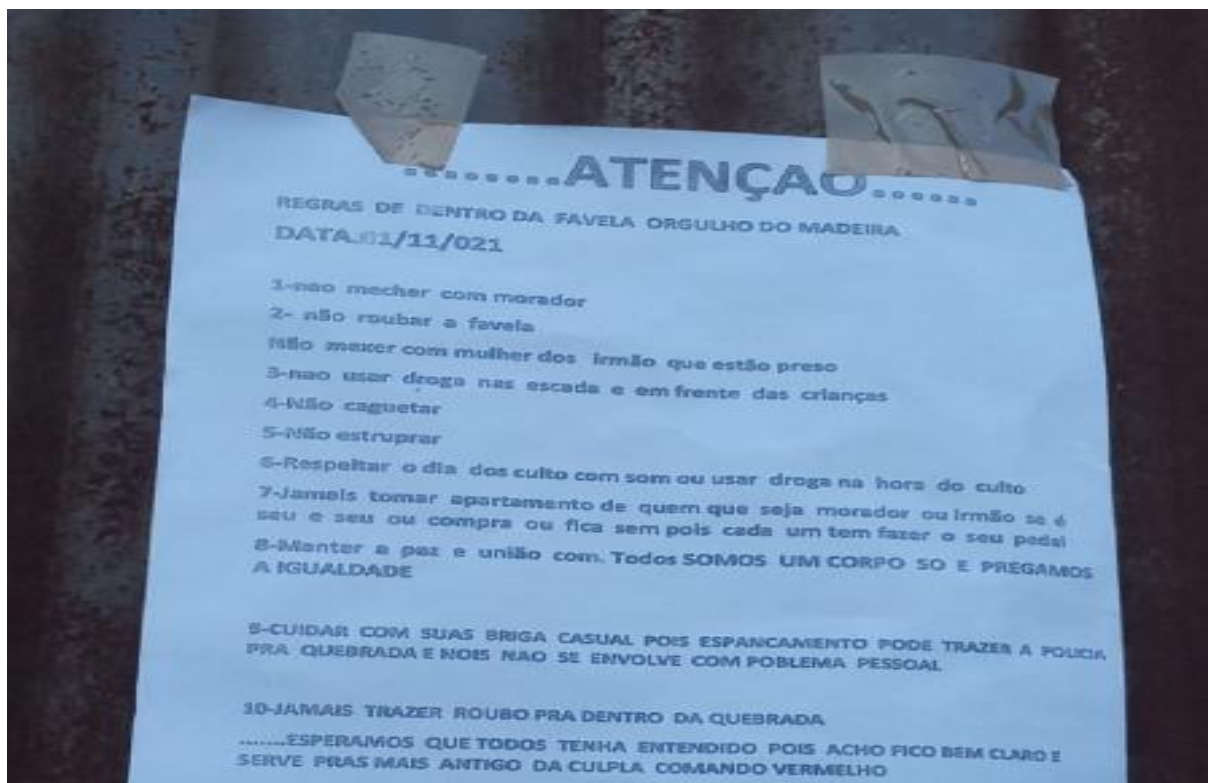 .........ATENÇAO......
REGRAS DE DENTRO DA FAVELA ORGULHO DO MADEIRA
DATA.01/11/021
1-nao mecher com morador
2- não roubar a favela
Não mexer com mulher dos irmão que estão preso
3-nao usar droga nas escada e em frente das crianças
4-Não caguetar
5-Não estruprar
6-Respeitar o dia dos culto com som ou usar droga na hora do culto
7-Jamais tomar apartamento de quem que seja morador ou irmão se é
seu e seu ou compra ou fica sem pois cada um tem fazer o seu pedal
8-Manter a paz e união com. Todos SOMOS UM CORPO SO E PREGAMOS
A IGUALDADE
9-CUIDAR COM SUAS BRIGA CASUAL POIS ESPANCAMENTO PODE TRAZER A POLICIA
PRA QUEBRADA E NOIS NAO SE ENVOLVE COM POBLEMA PESSOAL
10-JAMAIS TRAZER ROUBO PRA DENTRO DA QUEBRADA
.......ESPERAMOS QUE TODOS TENHA ENTENDIDO POIS ACHO FICO BEM CLARO E
SERVE PRAS MAIS ANTIGO DA CULPLA COMANDO VERMELHO